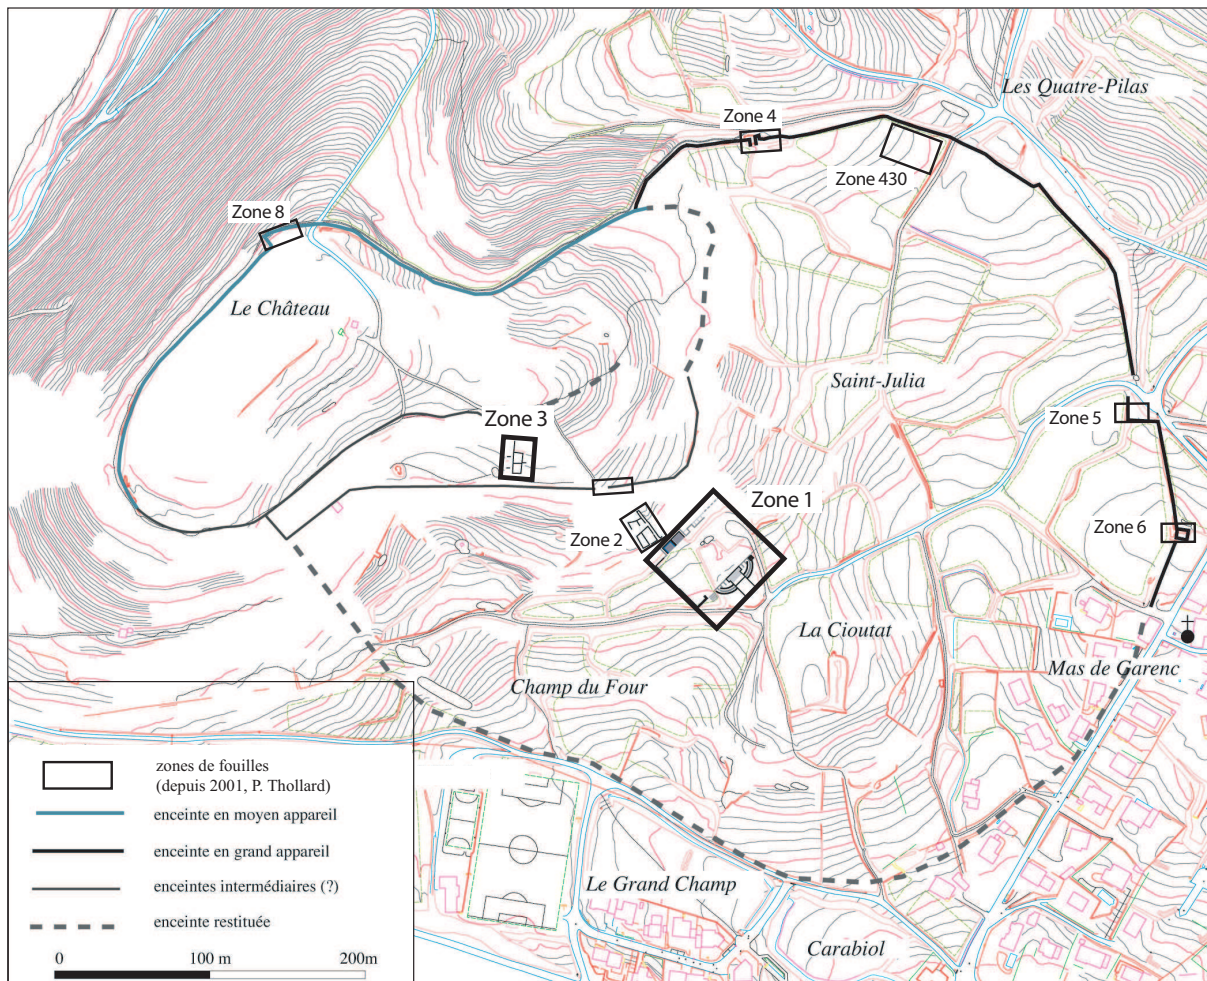 Les Quatre-Pilas
Zone 4
Zone 430
Zone 8
Le Château
Saint-Julia
Zone 3
Zone 5
Zone 1
Zone 2
Zone 6
La Cioutat
Mas de Garenc
Champ du Four
zones de fouilles
(depuis 2001, P. Thollard)
enceinte en moyen appareil
enceinte en grand appareil
enceintes intermédiaires (?)
enceinte restituée
0 100 m 200m
Le Grand Champ
Carabiol